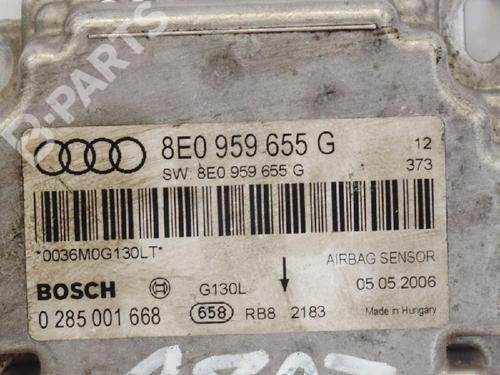 B-PARTS
8E0 959 655 G
12
SW: 8E0 959 655 G
373
*0036M0G130LT*
AIRBAG SENSOR
BOSCH
G130L
05.05.2006
0 285 001 668
658
RB8
2183
Made in Hungary